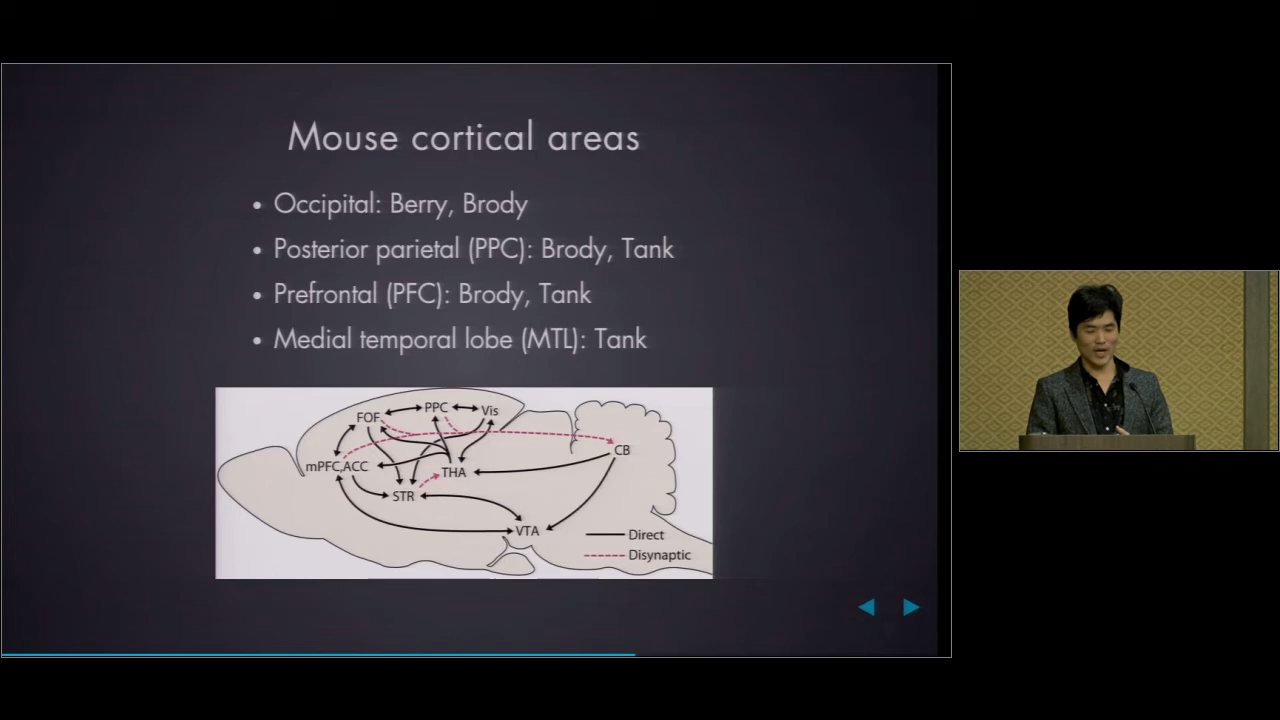 Mouse cortical areas
• Occipital: Berry, Brody
• Posterior parietal (PPC): Brody, Tank
• Prefrontal (PFC): Brody, Tank
• Medial temporal lobe (MTL): Tank
FOF
PPC
Vis
mPFC,ACC
THA
STR
CB
VTA
Direct
Disynaptic